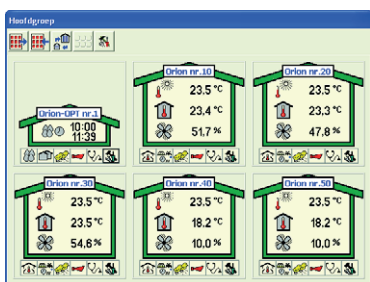 Hoofdgroep
Orion-OPT nr.1
10:00
11:39
Orion nr.10
23.5 °C
23,4 °C
51,7 %
Orion nr.20
23.5 °C
23,3 °C
47,8 %
Orion nr.30
23.5 °C
23.5 °C
54,6 %
Orion nr.40
23.5 °C
18.2 °C
10,0 %
Orion nr.50
23.5 °C
18.2 °C
10,0 %